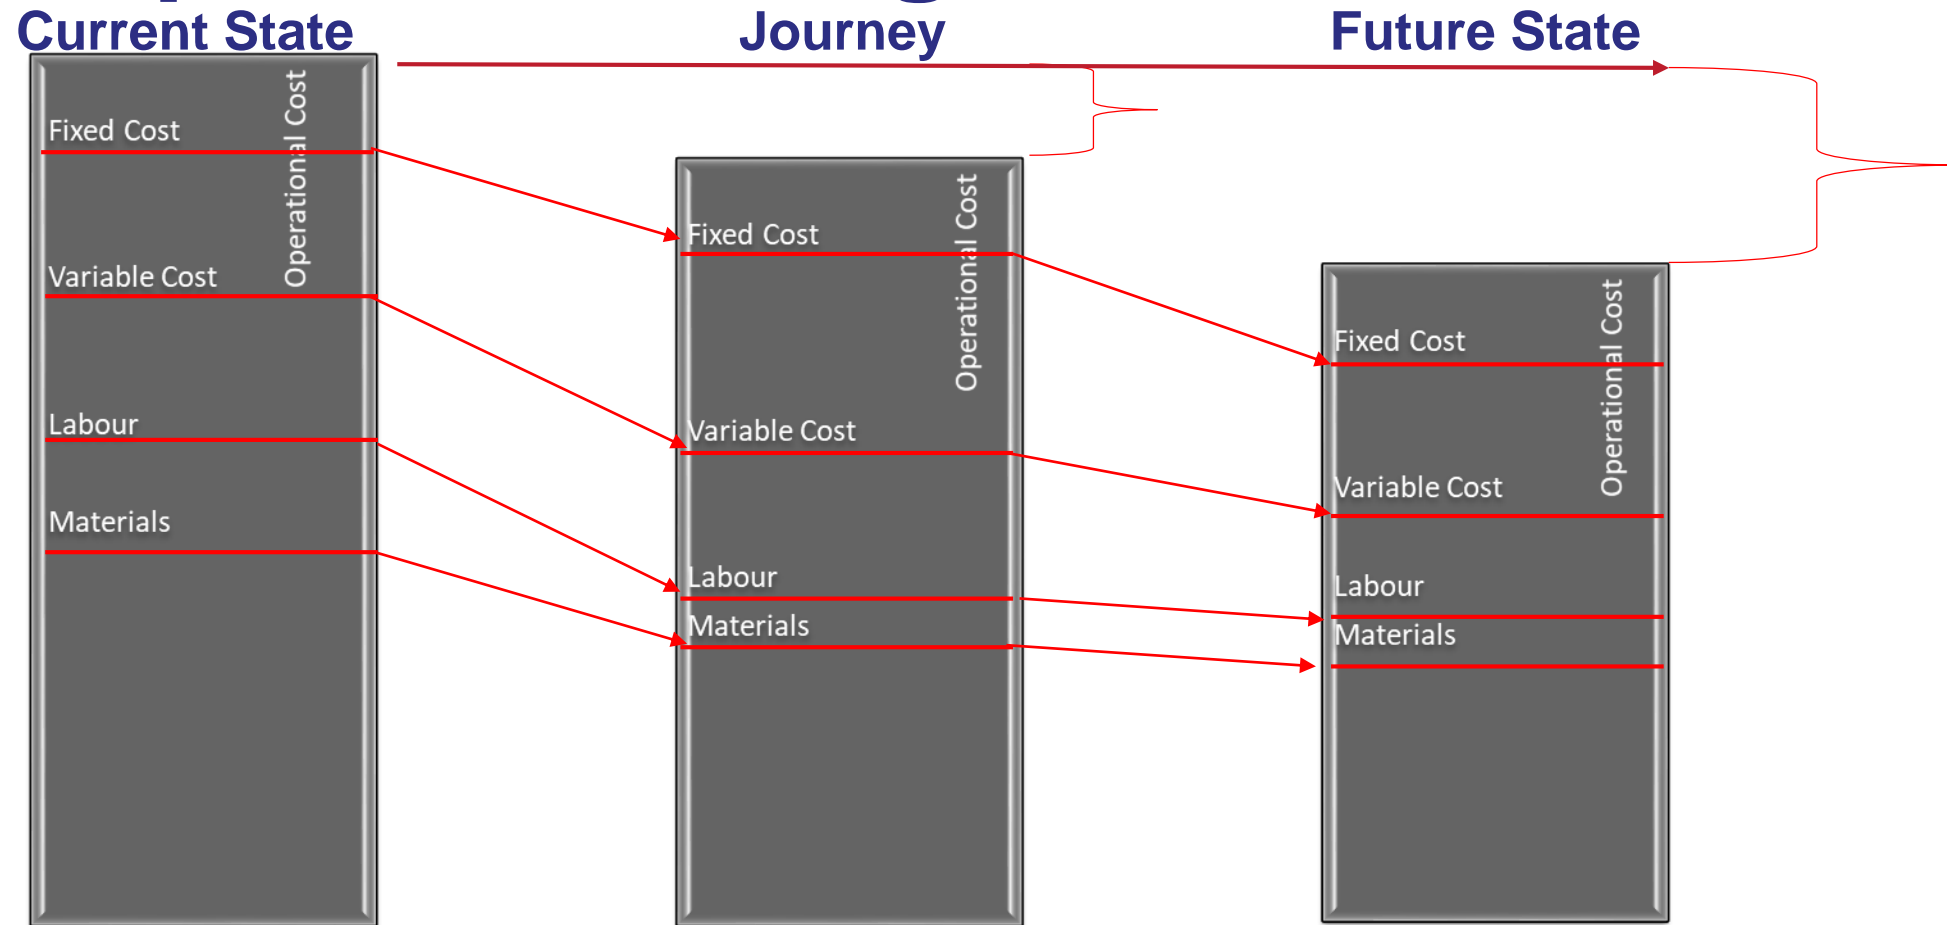 Current State
Journey
Future State
Operational Cost
Fixed Cost
Variable Cost
Labour
Materials
Operational Cost
Fixed Cost
Variable Cost
Labour
Materials
Operational Cost
Fixed Cost
Variable Cost
Labour
Materials